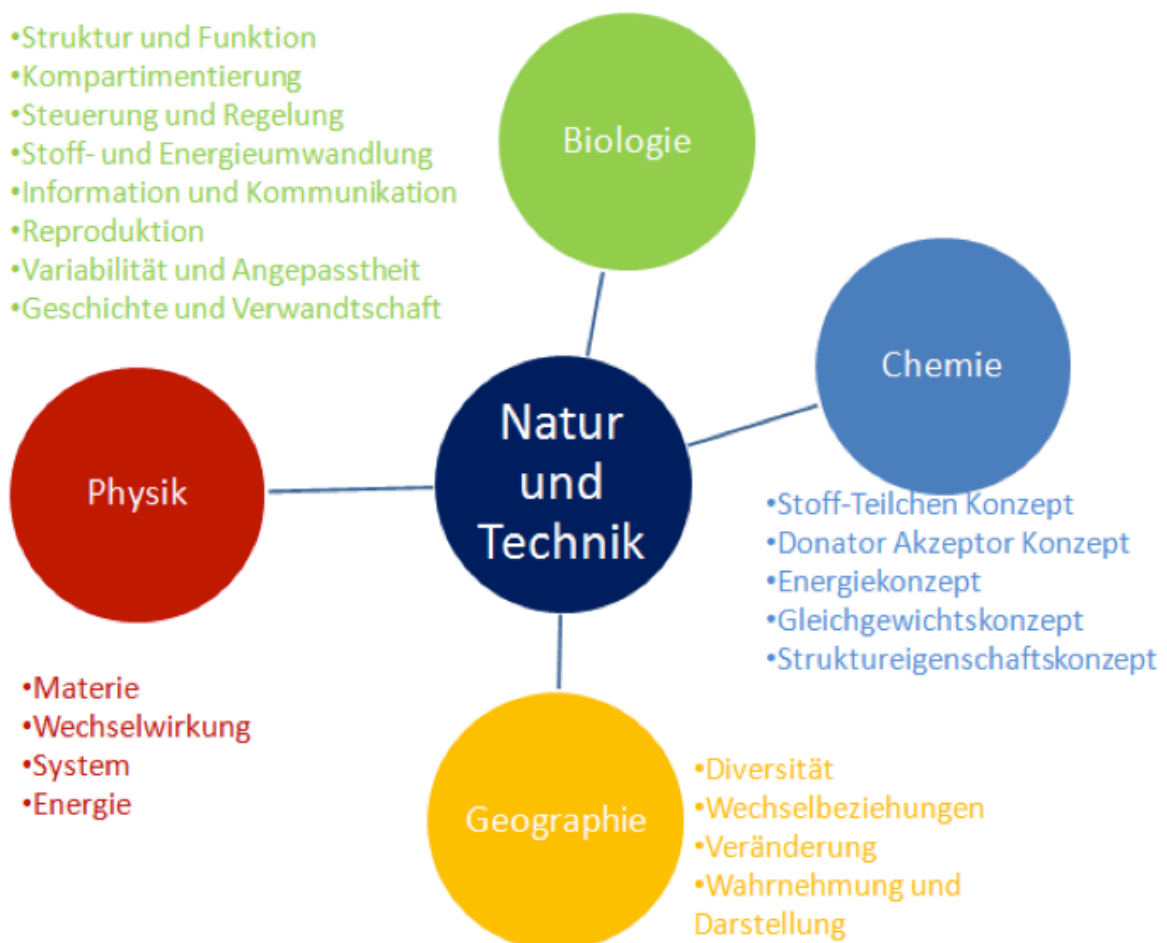 •Struktur und Funktion
•Kompartimentierung
•Steuerung und Regelung
•Stoff- und Energieumwandlung
•Information und Kommunikation
•Reproduktion
•Variabilität und Angepasstheit
•Geschichte und Verwandtschaft
Biologie
Chemie
•Stoff-Teilchen Konzept
•Donator Akzeptor Konzept
•Energiekonzept
•Gleichgewichtskonzept
•Struktureigenschaftskonzept
Natur
und
Technik
Physik
•Materie
•Wechselwirkung
•System
•Energie
Geographie
•Diversität
•Wechselbeziehungen
•Veränderung
•Wahrnehmung und
Darstellung